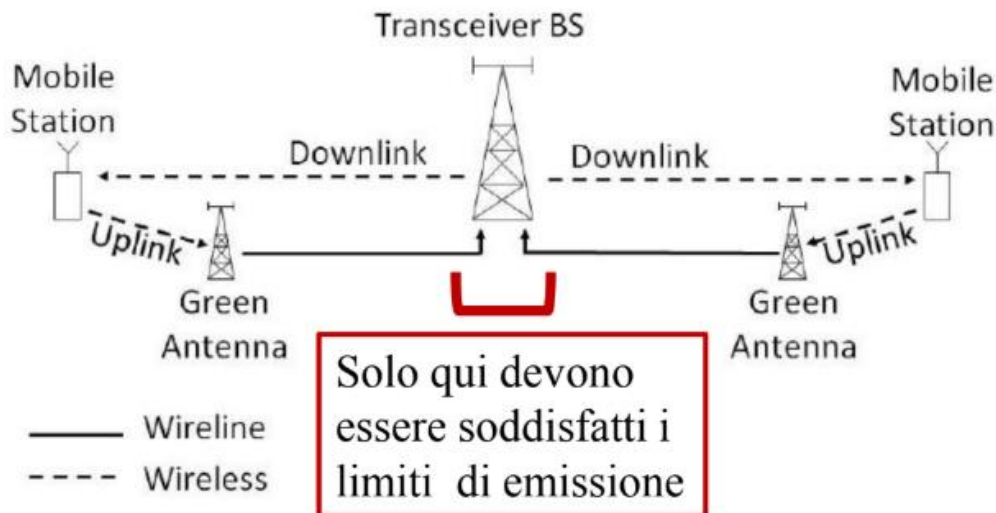 Transceiver BS
Mobile
Station
Mobile
Station
Downlink
Downlink
Uplink
Uplink
Green
Antenna
Green
Antenna
Solo qui devono
essere soddisfatti i
limiti di emissione
Wireline
Wireless